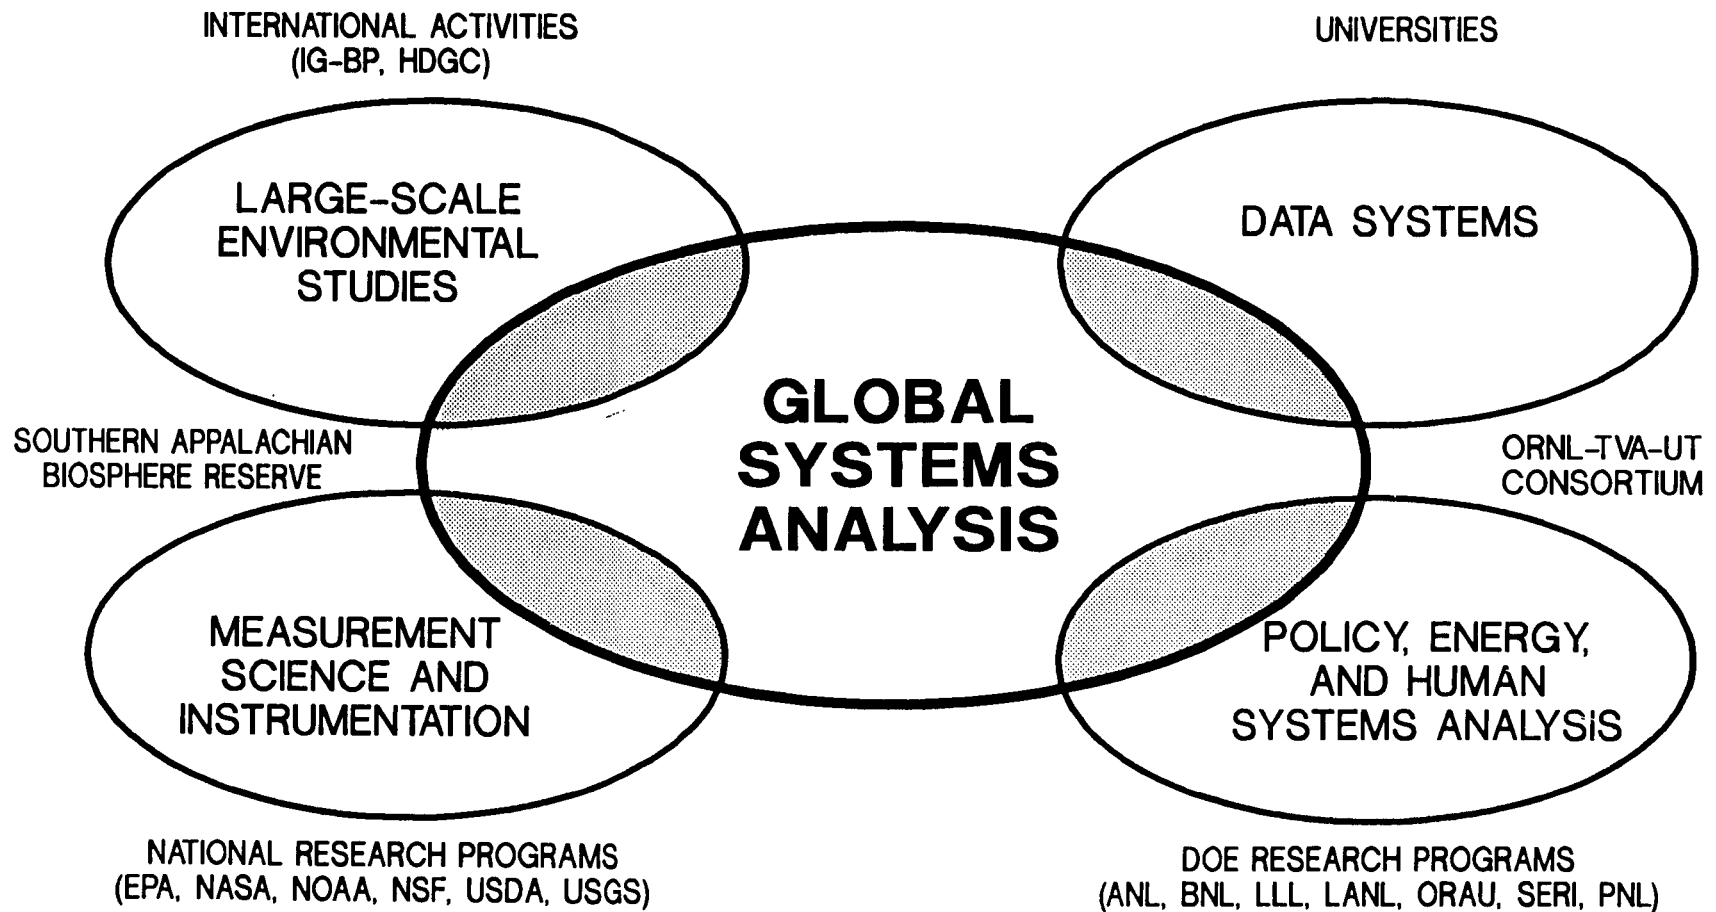 INTERNATIONAL ACTIVITIES
(IG-BP, HDGC)
UNIVERSITIES
LARGE-SCALE
ENVIRONMENTAL
STUDIES
DATA SYSTEMS
GLOBAL
SYSTEMS
ANALYSIS
SOUTHERN APPALACHIAN
BIOSPHERE RESERVE
ORNL-TVA-UT
CONSORTIUM
MEASUREMENT
SCIENCE AND
INSTRUMENTATION
POLICY, ENERGY,
AND HUMAN
SYSTEMS ANALYSIS
NATIONAL RESEARCH PROGRAMS
(EPA, NASA, NOAA, NSF, USDA, USGS)
DOE RESEARCH PROGRAMS
(ANL, BNL, LLL, LANL, ORAU, SERI, PNL)